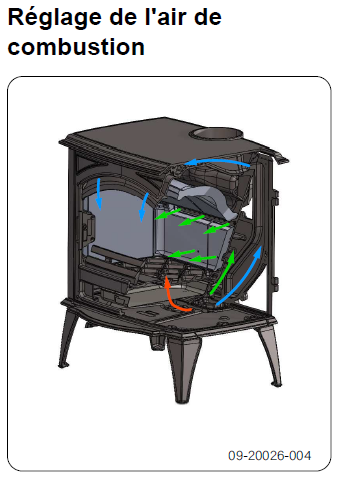 Réglage de l'air de
combustion
09-20026-004